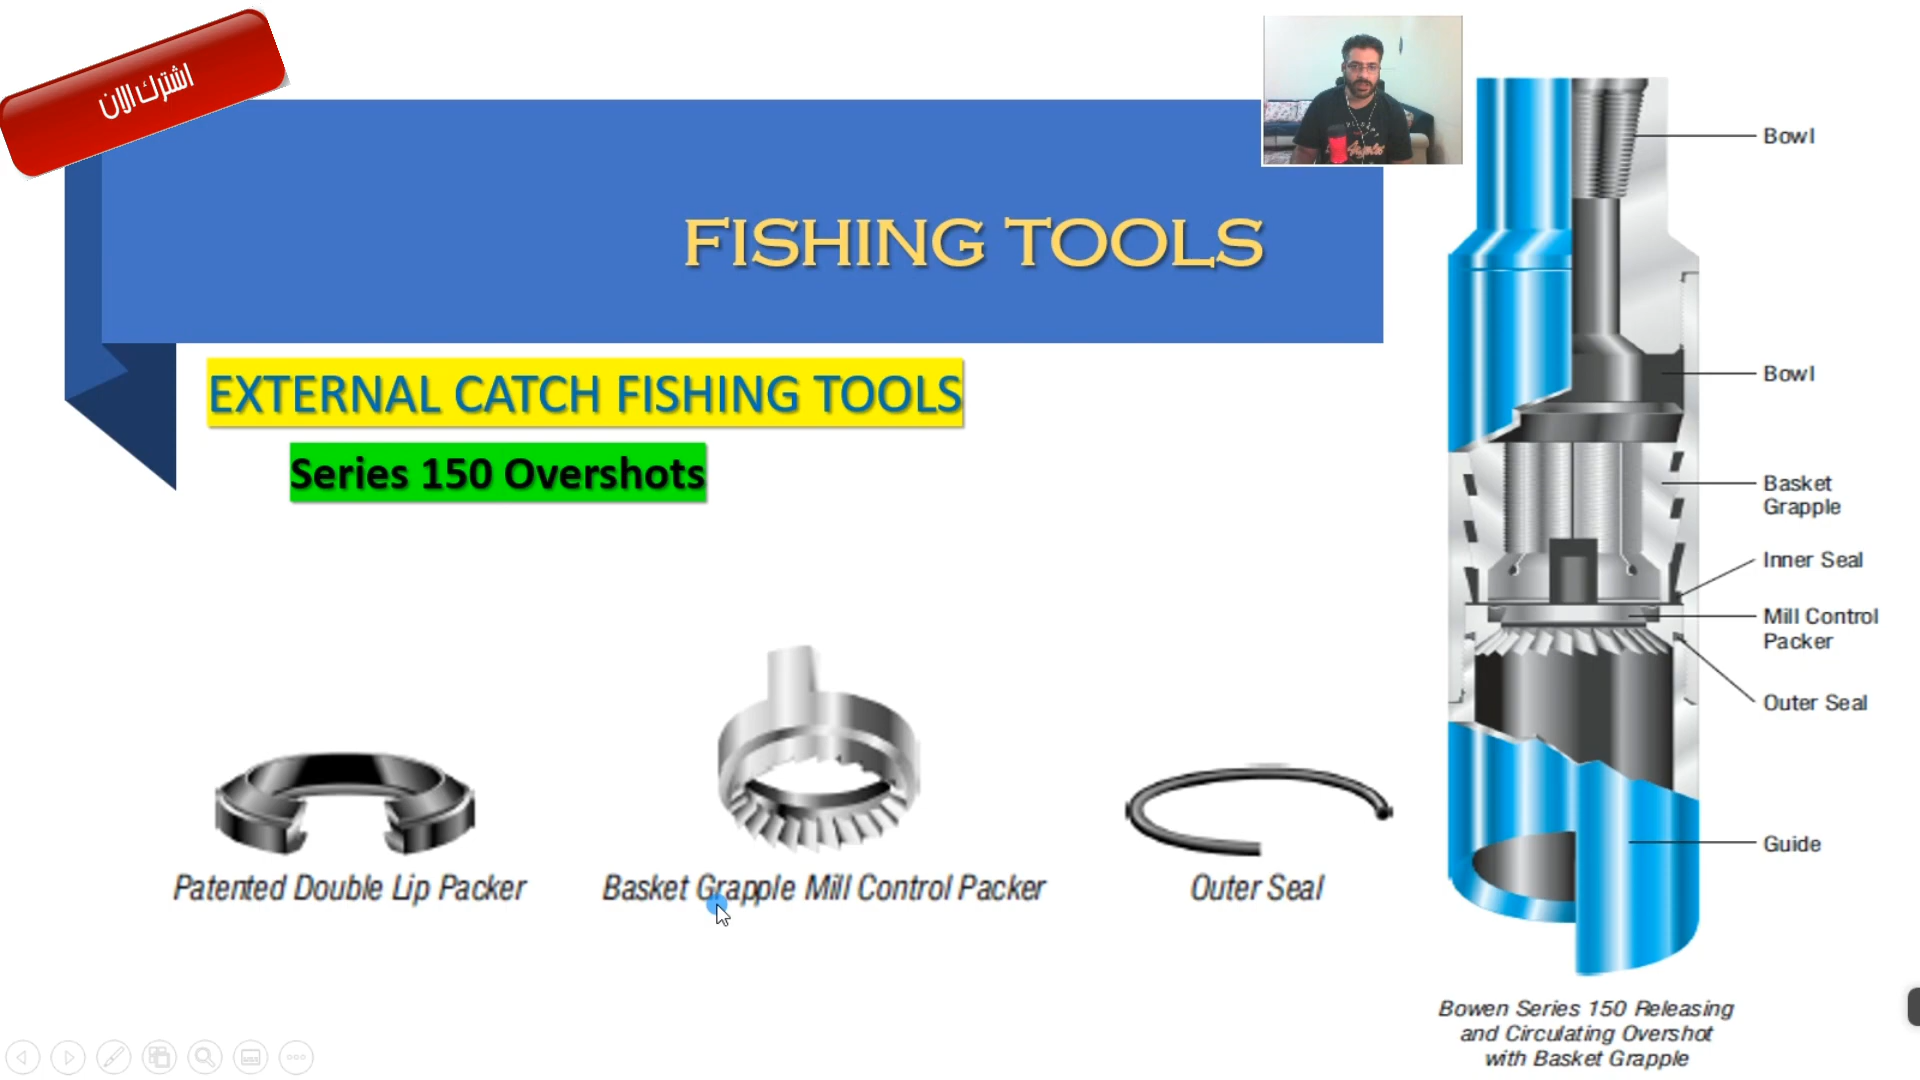 اشترك الان
FISHING TOOLS
EXTERNAL CATCH FISHING TOOLS
Series 150 Overshots
Patented Double Lip Packer
Basket Grapple Mill Control Packer
Outer Seal
Bowl
Bowl
Basket
Grapple
Inner Seal
Mill Control
Packer
Outer Seal
Guide
Bowen Series 150 Releasing
and Circulating Overshot
with Basket Grapple